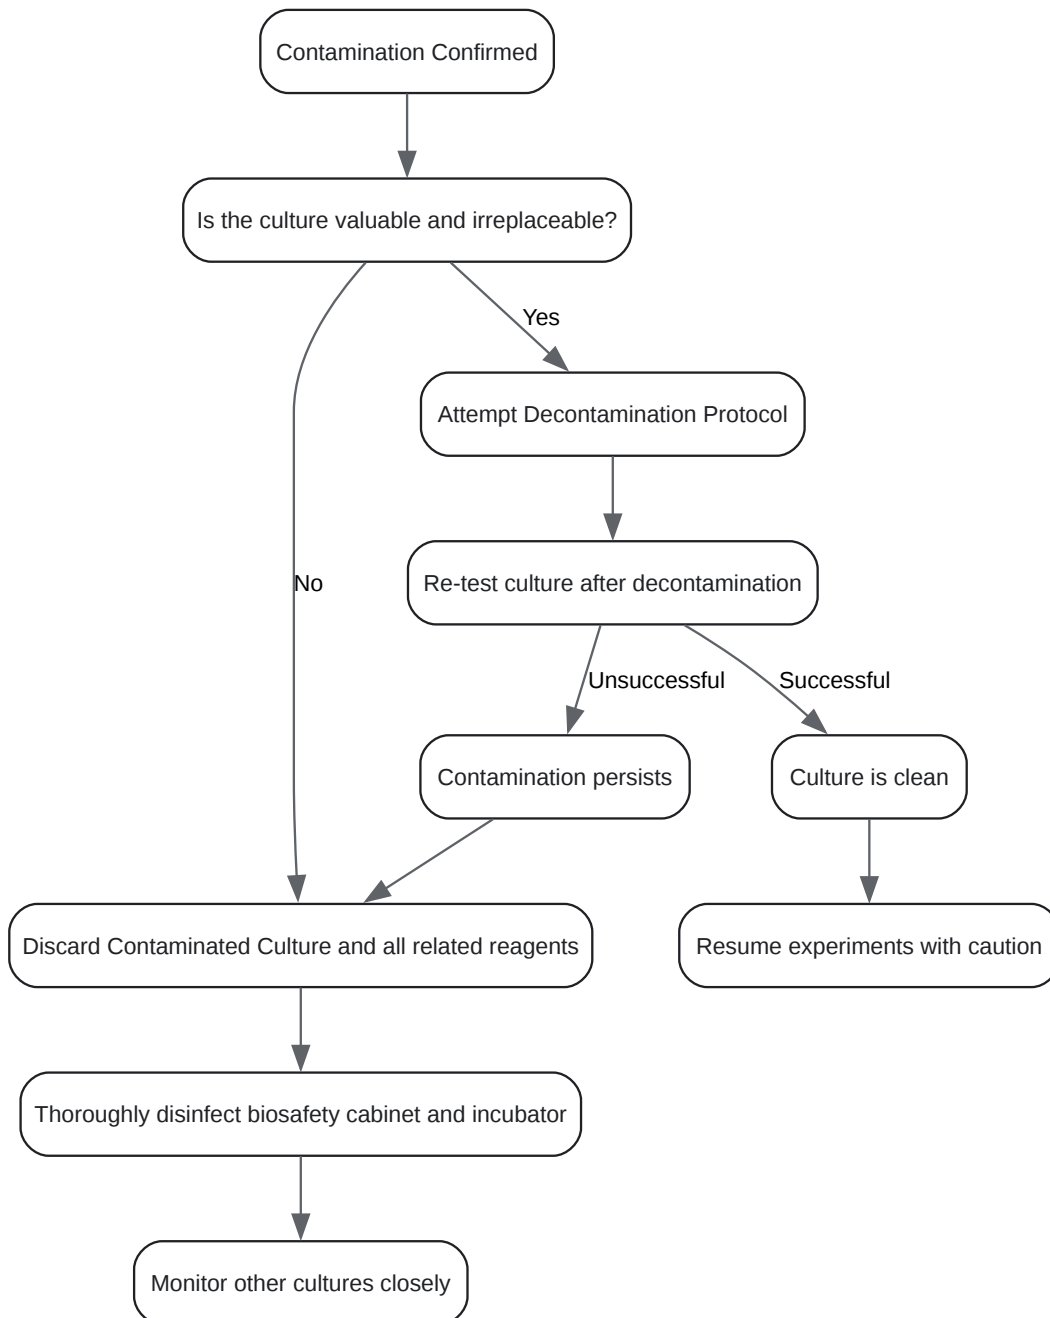 Contamination Confirmed
Is the culture valuable and irreplaceable?
Yes
Attempt Decontamination Protocol
No
Re-test culture after decontamination
Unsuccessful
Successful
Contamination persists
Culture is clean
Discard Contaminated Culture and all related reagents
Resume experiments with caution
Thoroughly disinfect biosafety cabinet and incubator
Monitor other cultures closely